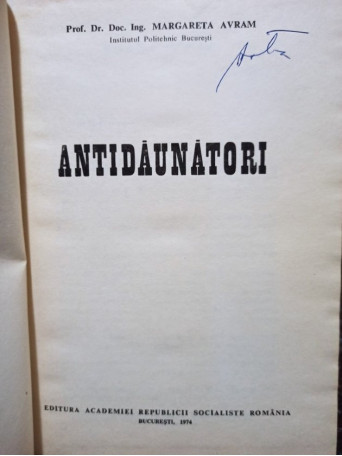 Prof. Dr. Doc. Ing. MARGARETA AVRAM
Institutul Politehnic București
ANTIDĂUNĂTORI
EDITURA ACADEMIEI REPUBLICII SOCIALISTE ROMÂNIA
BUCUREȘTI, 1974